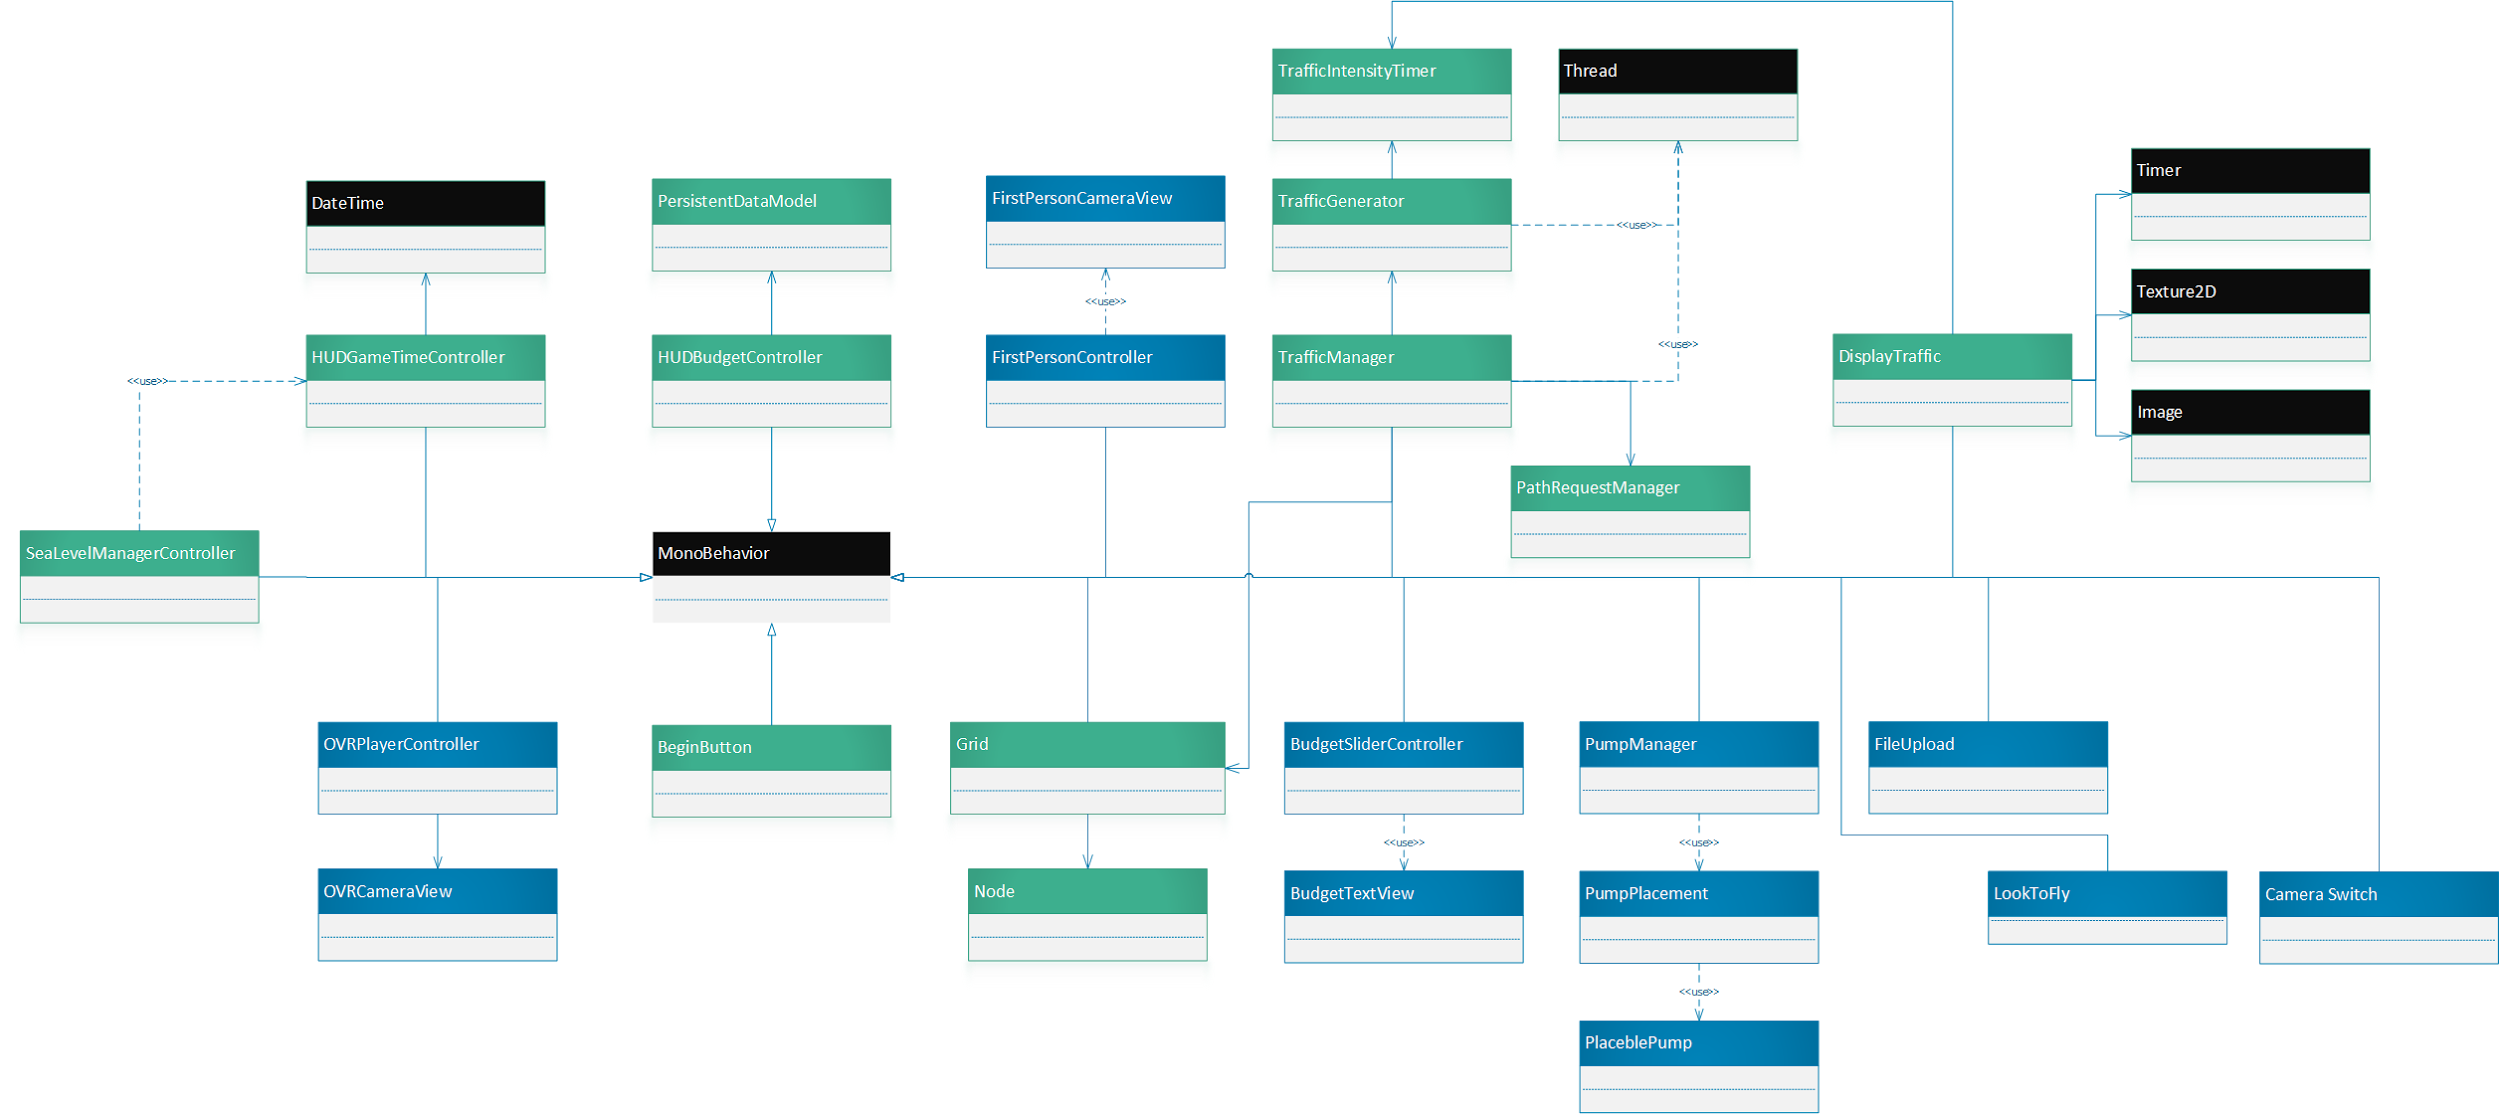 TrafficIntensityTimer
Thread
Timer
DateTime
PersistentDataModel
FirstPersonCameraView
TrafficGenerator
<<use>>
Texture2D
<<use>>
HUDGameTimeController
HUDBudgetController
FirstPersonController
TrafficManager
<<use>>
DisplayTraffic
<<use>>
Image
PathRequestManager
SeaLevelManagerController
MonoBehavior
OVRPlayerController
BeginButton
Grid
BudgetSliderController
PumpManager
FileUpload
<<use>>
<<use>>
OVRCameraView
Node
BudgetTextView
PumpPlacement
LookToFly
Camera Switch
<<use>>
PlaceblePump